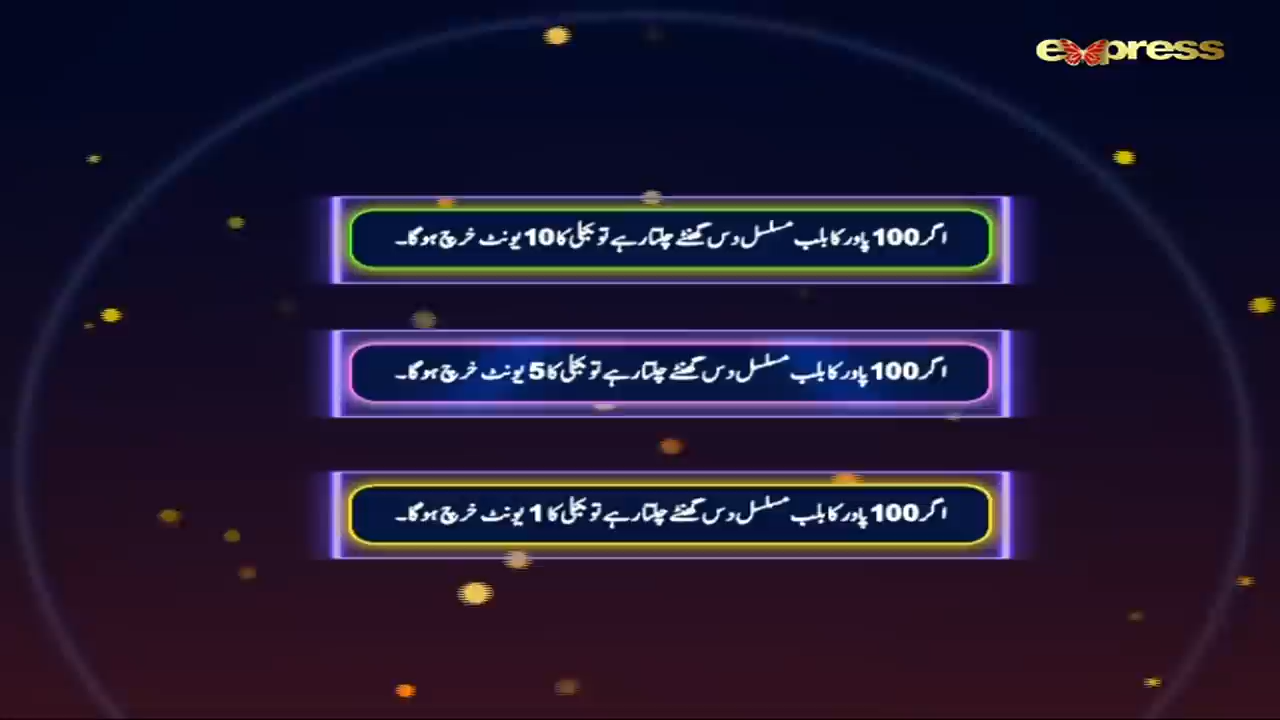 express
اگر 100 پاور کا بلب مسلسل دس گھنٹے چلتا رہے تو بجلی کا 10 یونٹ خرچ ہوگا۔
اگر 100 پاور کا بلب مسلسل دس گھنٹے چلتا رہے تو بجلی کا 5 یونٹ خرچ ہوگا۔
اگر 100 پاور کا بلب مسلسل دس گھنٹے چلتا رہے تو بجلی کا 1 یونٹ خرچ ہوگا۔